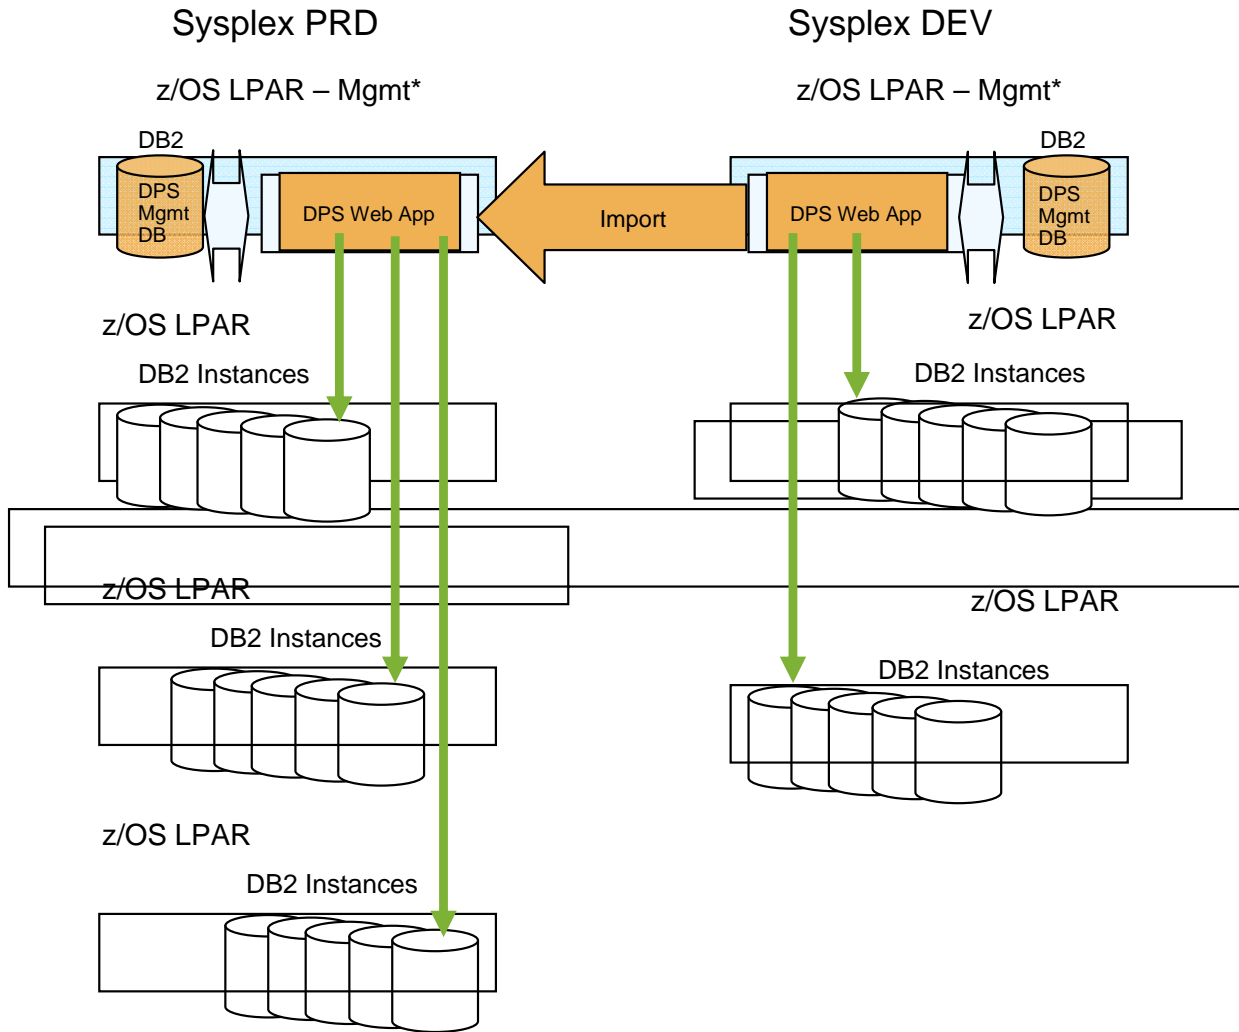 Sysplex PRD
Sysplex DEV
z/OS LPAR – Mgmt*
z/OS LPAR – Mgmt*
DB2
DPS
Mgmt
DB
DPS Web App
Import
DPS Web App
DB2
DPS
Mgmt
DB
z/OS LPAR
z/OS LPAR
DB2 Instances
DB2 Instances
z/OS LPAR
z/OS LPAR
DB2 Instances
DB2 Instances
z/OS LPAR
DB2 Instances